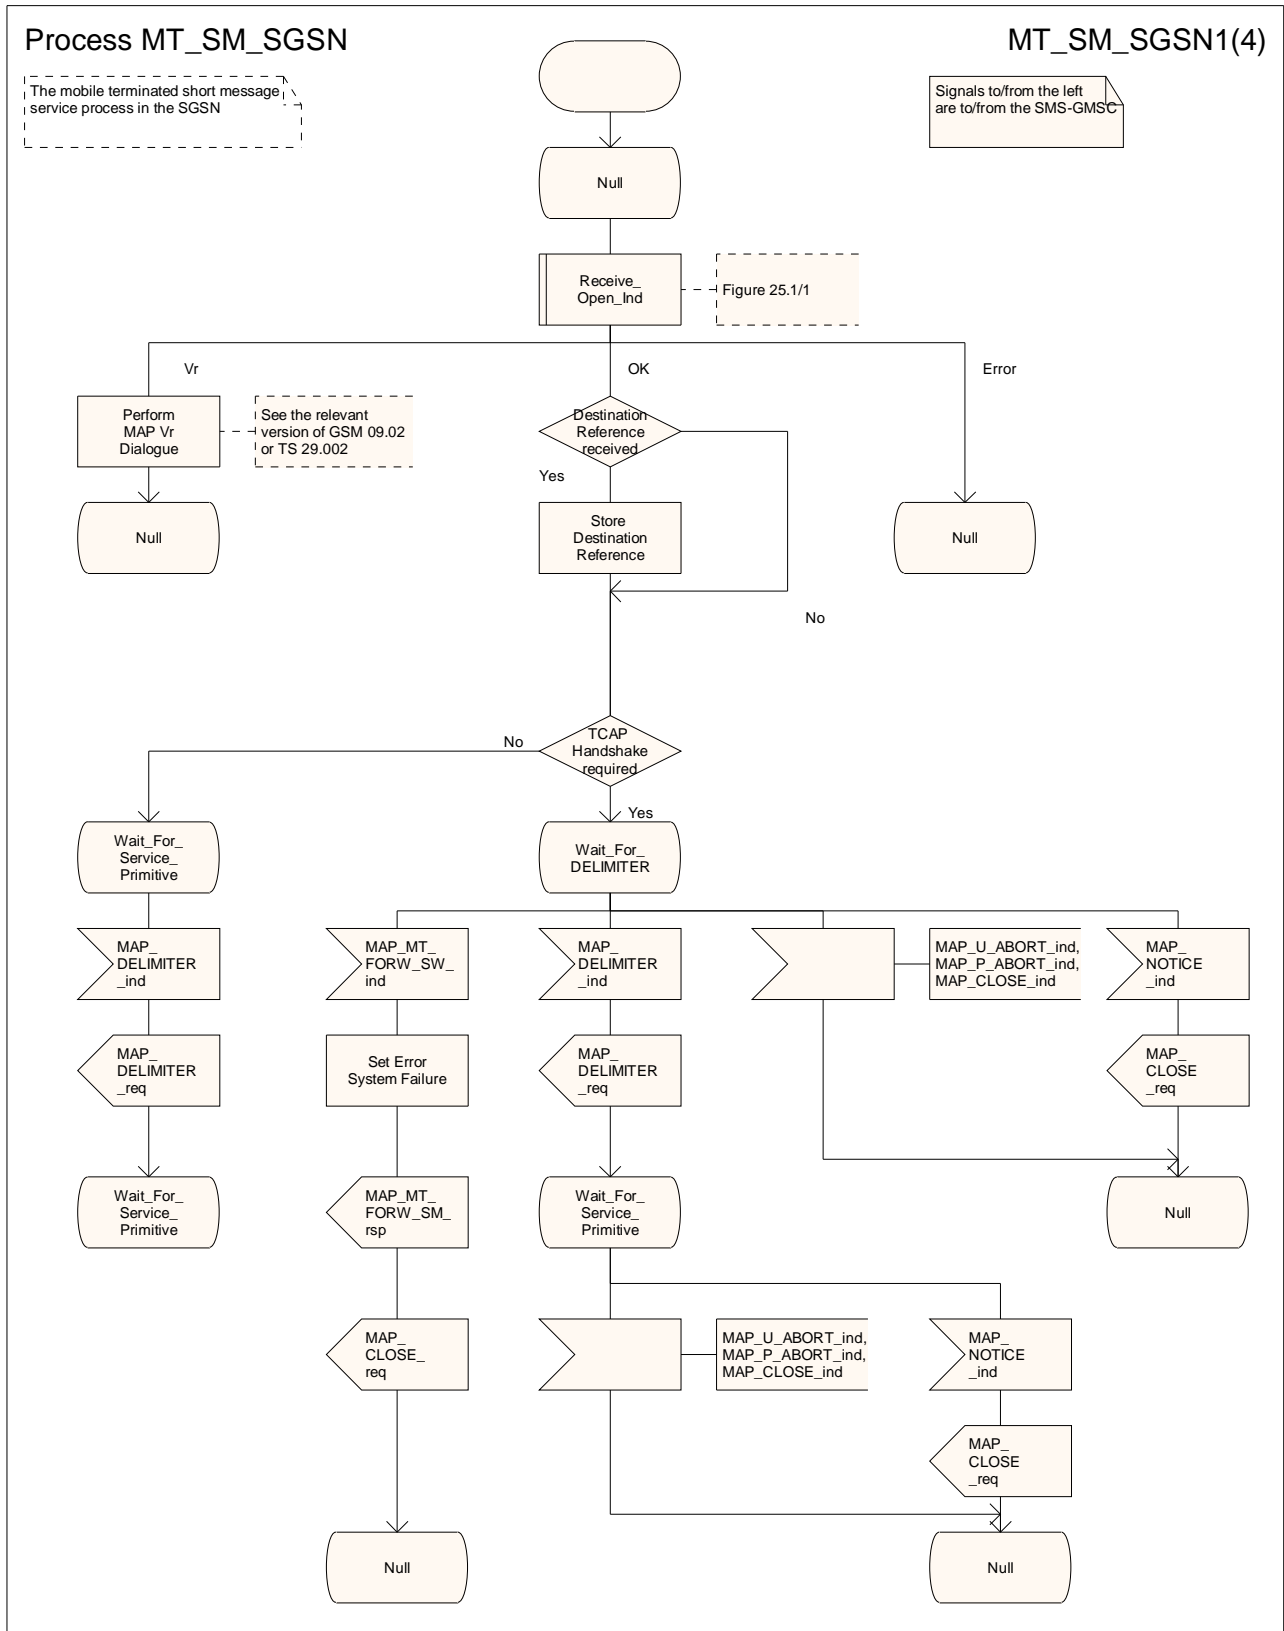 Process MT_SM_SGSN
MT_SM_SGSN1(4)
The mobile terminated short message
service process in the SGSN
Signals to/from the left
are to/from the SMS-GMSC
Null
Receive_
Open_Ind
Figure 25.1/1
Vr
OK
Error
Perform
MAP Vr
Dialogue
See the relevant
version of GSM 09.02
or TS 29.002
Destination
Reference
received
Yes
Null
Store
Destination
Reference
Null
No
TCAP
Handshake
required
No
Yes
Wait_For_
Service_
Primitive
Wait_For_
DELIMITER
MAP_
DELIMITER
_ind
MAP_MT_
FORW_SW_
ind
MAP_
DELIMITER
_ind
MAP_U_ABORT_ind,
MAP_P_ABORT_ind,
MAP_CLOSE_ind
MAP_
NOTICE
_ind
MAP_
DELIMITER
_req
Set Error
System Failure
MAP_
DELIMITER
_req
MAP_
CLOSE
_req
Wait_For_
Service_
Primitive
MAP_MT_
FORW_SM_
rsp
Wait_For_
Service_
Primitive
Null
MAP_
CLOSE_
req
MAP_U_ABORT_ind,
MAP_P_ABORT_ind,
MAP_CLOSE_ind
MAP_
NOTICE
_ind
MAP_
CLOSE
_req
Null
Null